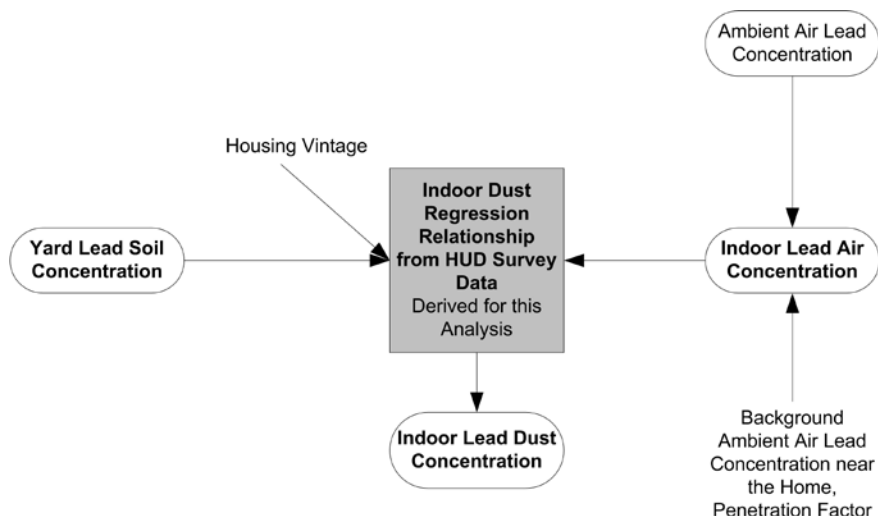 Ambient Air Lead
Concentration
Housing Vintage
Indoor Dust
Regression
Relationship
from HUD Survey
Data
Derived for this
Analysis
Yard Lead Soil
Concentration
Indoor Lead Air
Concentration
Indoor Lead Dust
Concentration
Background
Ambient Air Lead
Concentration near
the Home,
Penetration Factor